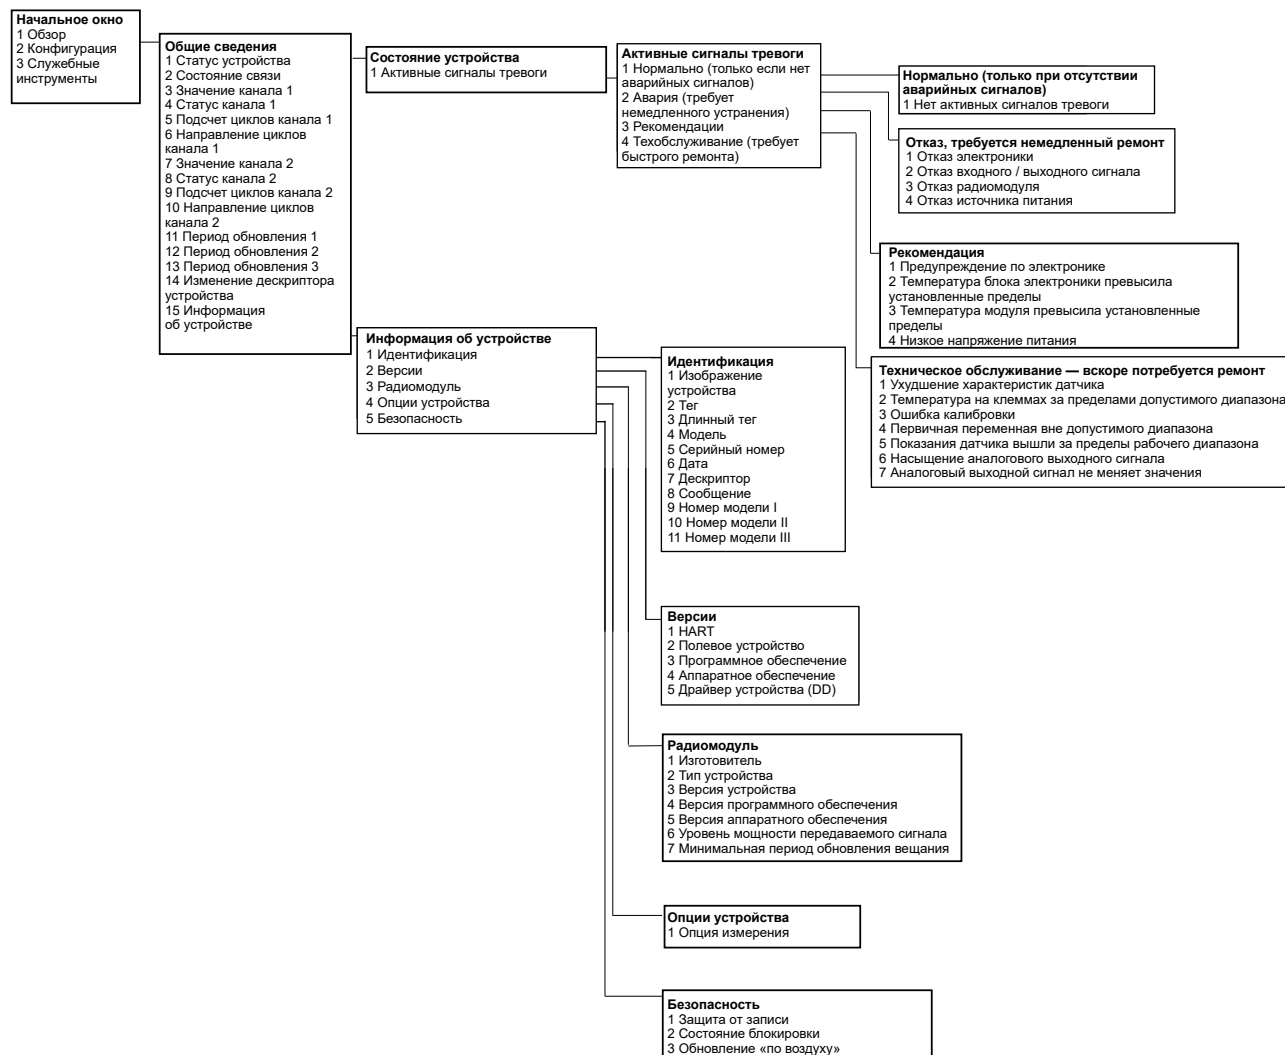 Начальное окно
1 Обзор
2 Конфигурация
3 Служебные
инструменты
Общие сведения
1 Статус устройства
2 Состояние связи
3 Значение канала 1
4 Статус канала 1
5 Подсчет циклов канала 1
6 Направление циклов
канала 1
7 Значение канала 2
8 Статус канала 2
9 Подсчет циклов канала 2
10 Направление циклов
канала 2
11 Период обновления 1
12 Период обновления 2
13 Период обновления 3
14 Изменение дескриптора
устройства
15 Информация
об устройстве
Состояние устройства
1 Активные сигналы тревоги
Активные сигналы тревоги
1 Нормально (только если нет
аварийных сигналов)
2 Авария (требует
немедленного устранения)
3 Рекомендации
4 Техобслуживание (требует
быстрого ремонта)
Нормально (только при отсутствии
аварийных сигналов)
1 Нет активных сигналов тревоги
Отказ, требуется немедленный ремонт
1 Отказ электроники
2 Отказ входного / выходного сигнала
3 Отказ радиомодуля
4 Отказ источника питания
Рекомендация
1 Предупреждение по электронике
2 Температура блока электроники превысила
установленные пределы
3 Температура модуля превысила установленные
пределы
4 Низкое напряжение питания
Техническое обслуживание — вскоре потребуется ремонт
1 Ухудшение характеристик датчика
2 Температура на клеммах за пределами допустимого диапазона
3 Ошибка калибровки
4 Первичная переменная вне допустимого диапазона
5 Показания датчика вышли за пределы рабочего диапазона
6 Насыщение аналогового выходного сигнала
7 Аналоговый выходной сигнал не меняет значения
Информация об устройстве
1 Идентификация
2 Версии
3 Радиомодуль
4 Опции устройства
5 Безопасность
Идентификация
1 Изображение
устройства
2 Тег
3 Длинный тег
4 Модель
5 Серийный номер
6 Дата
7 Дескриптор
8 Сообщение
9 Номер модели I
10 Номер модели II
11 Номер модели III
Версии
1 HART
2 Полевое устройство
3 Программное обеспечение
4 Аппаратное обеспечение
5 Драйвер устройства (DD)
Радиомодуль
1 Изготовитель
2 Тип устройства
3 Версия устройства
4 Версия программного обеспечения
5 Версия аппаратного обеспечения
6 Уровень мощности передаваемого сигнала
7 Минимальная период обновления вещания
Опции устройства
1 Опция измерения
Безопасность
1 Защита от записи
2 Состояние блокировки
3 Обновление «по воздуху»